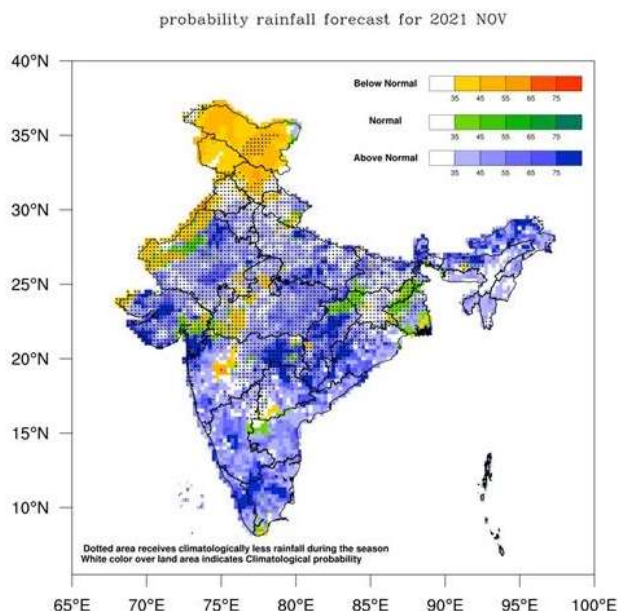 probability rainfall forecast for 2021 NOV
40°N
35°N
30°N
25°N
20°N
15°N
10°N
Below Normal
35 45 55 65 75
Normal
35 45 55 65 75
Above Normal
35 45 55 65 75
Dotted area receives climatologically less rainfall during the season
White color over land area indicates Climatological probability
65°E 70°E 75°E 80°E 85°E 90°E 95°E 100°E